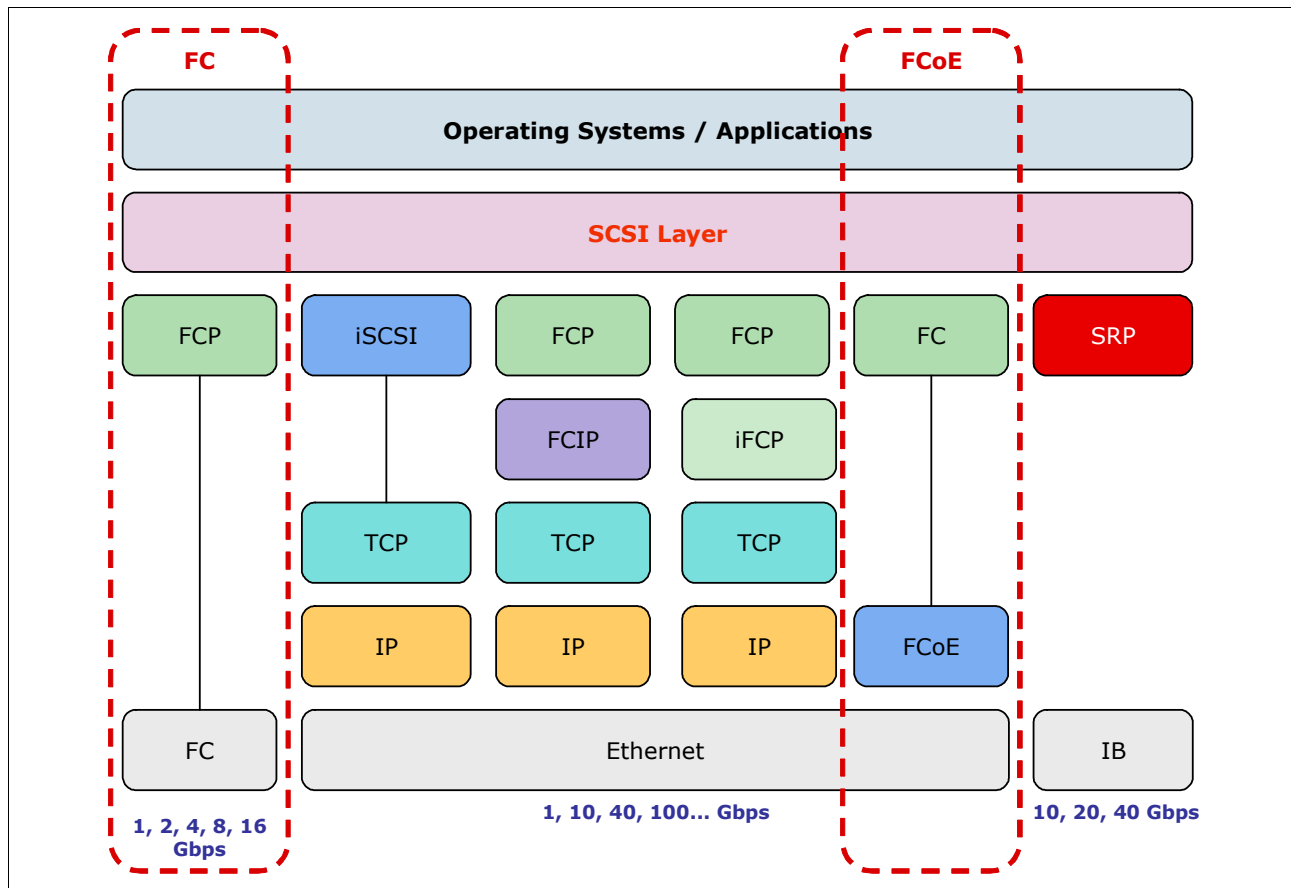 FC
FCoE
Operating Systems / Applications
SCSI Layer
FCP
iSCSI
FCP
FCP
FC
SRP
FCIP
iFCP
TCP
TCP
TCP
IP
IP
IP
FCoE
FC
Ethernet
IB
1, 2, 4, 8, 16
Gbps
1, 10, 40, 100... Gbps
10, 20, 40 Gbps